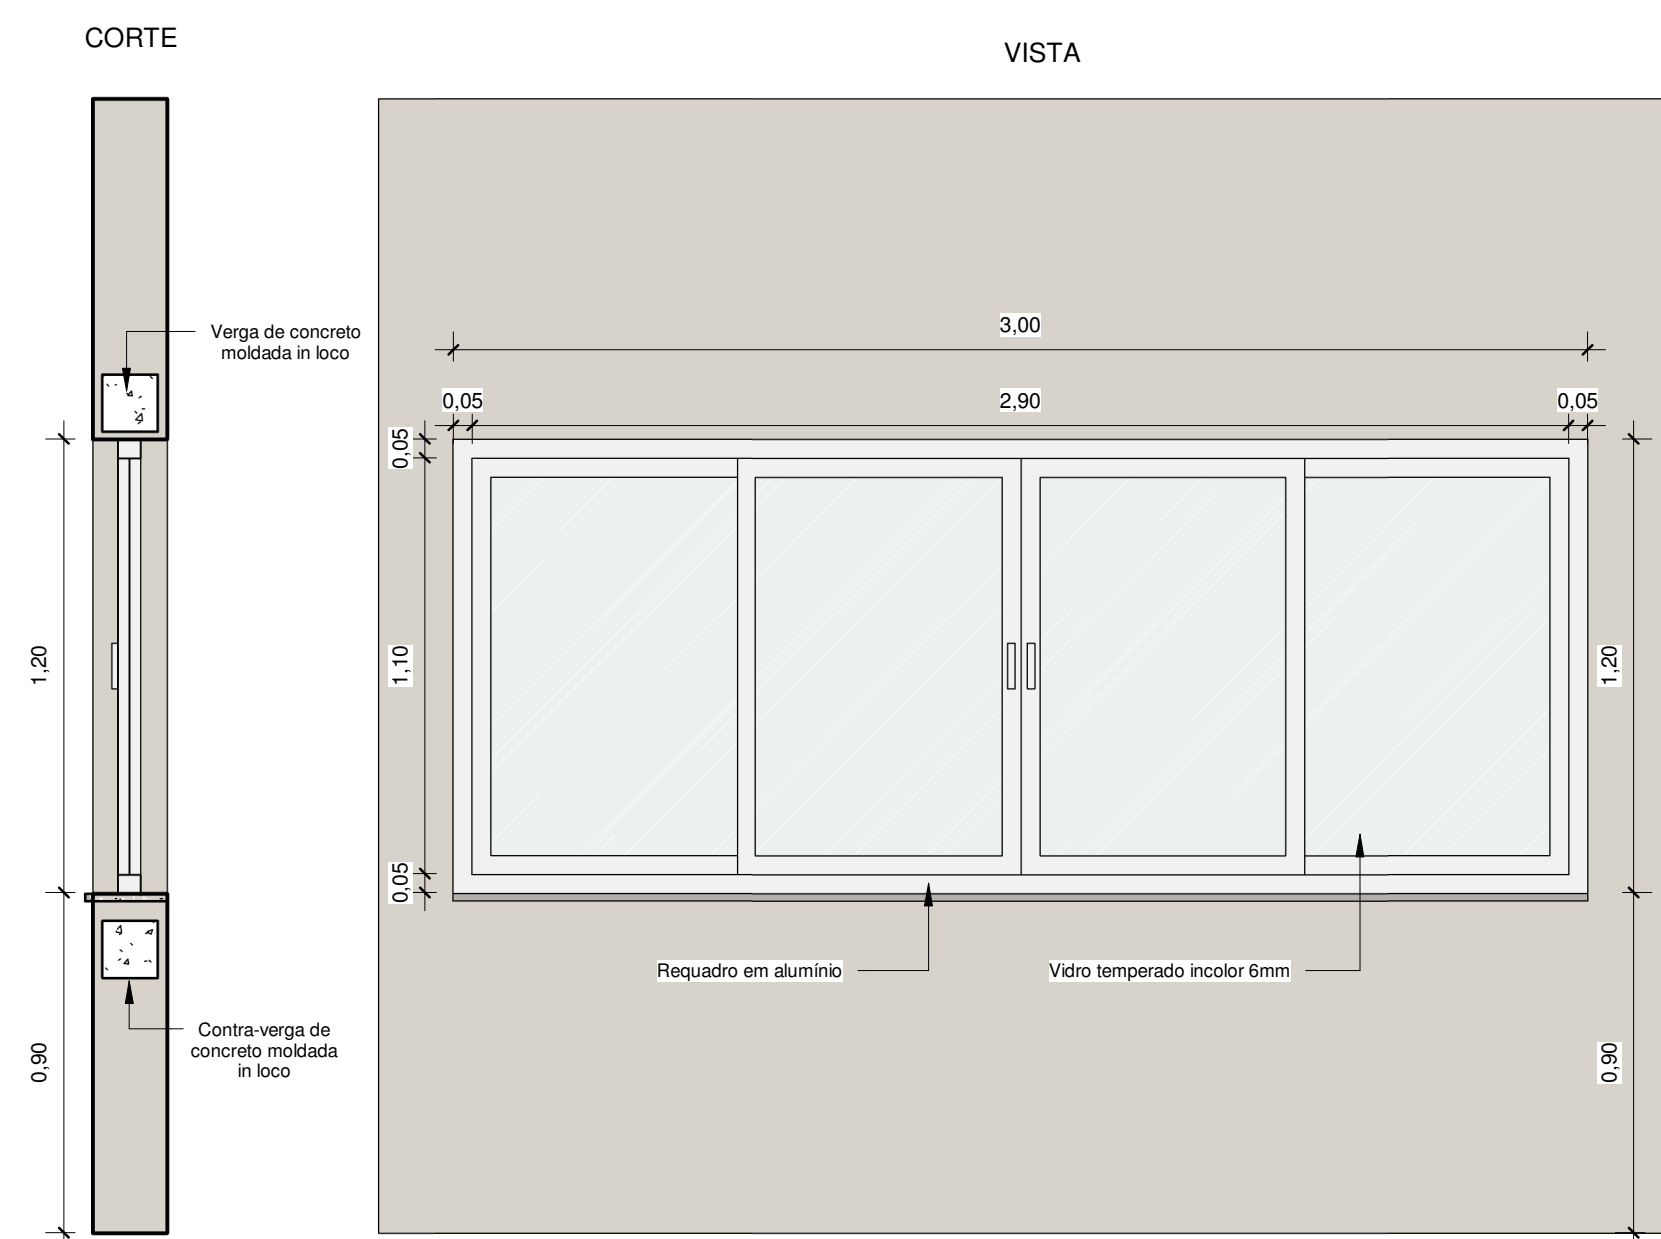 CORTE
VISTA
Verga de concreto
moldada in loco
3,00
0,05
2,90
0,05
0,05
1,20
1,10
1,20
0,05
Requadro em alumínio
Vidro temperado incolor 6mm
Contra-verga de
concreto moldada
in loco
0,90
0,90